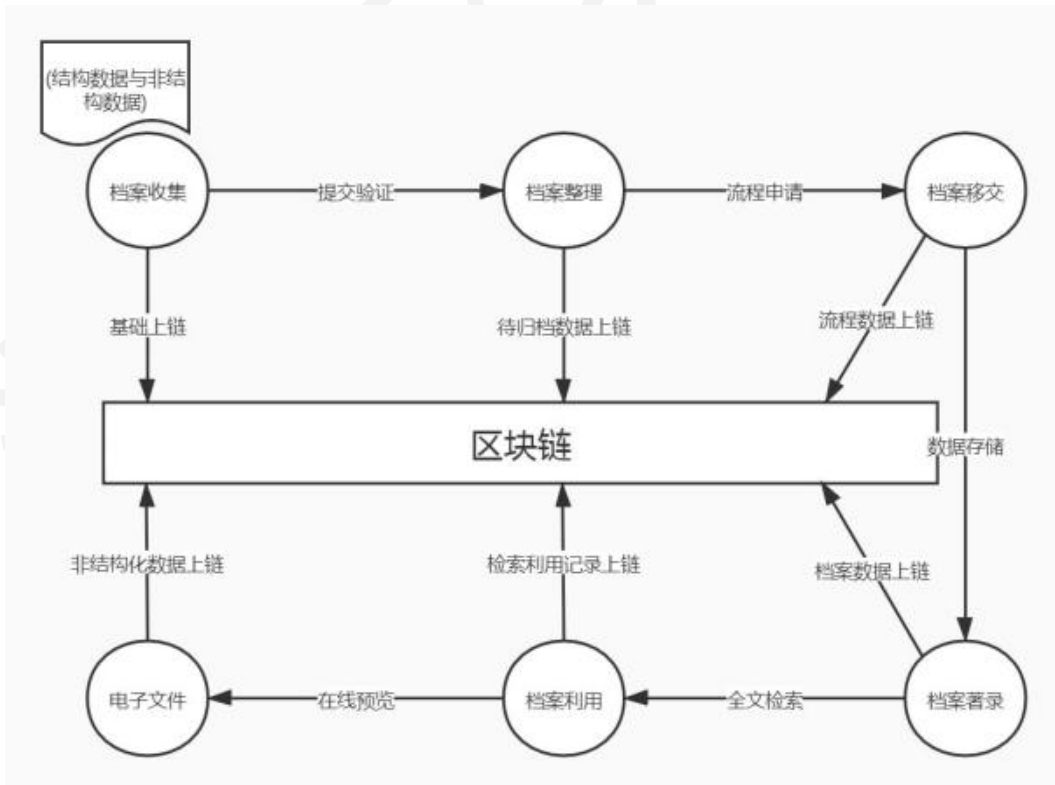 (结构数据与非结
构数据)
档案收集
提交验证
档案整理
流程申请
档案移交
基础上链
待归档数据上链
流程数据上链
区块链
数据存储
非结构化数据上链
检索利用记录上链
档案数据上链
电子文件
在线预览
档案利用
全文检索
档案著录